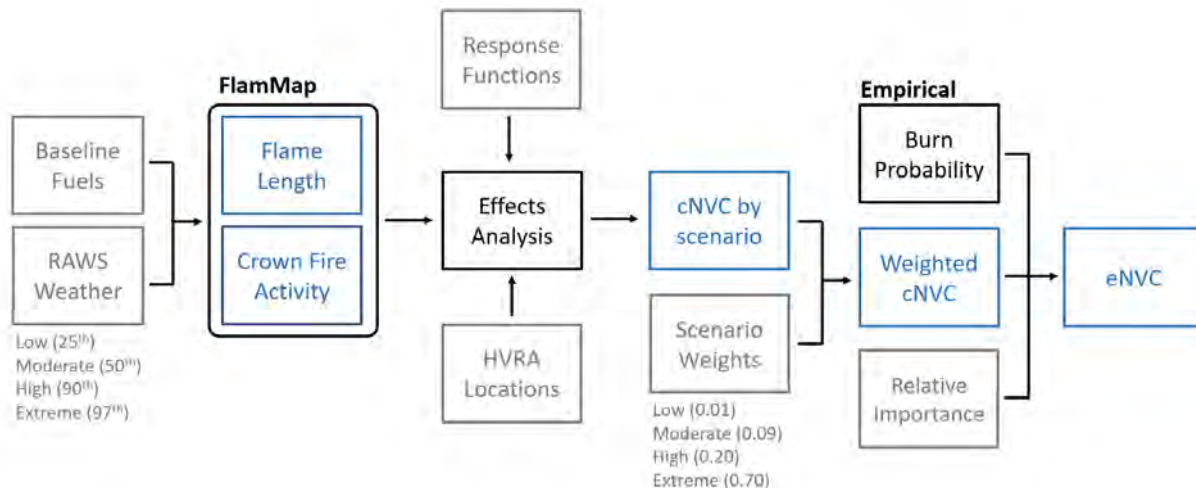 Response
Functions
FlamMap
Empirical
Baseline
Fuels
Flame
Length
Burn
Probability
Effects
Analysis
cNVC by
scenario
RAWS
Weather
Crown Fire
Activity
Weighted
cNVC
eNVC
Low (25th)
Moderate (50th)
High (90th)
Extreme (97th)
HVRA
Locations
Scenario
Weights
Relative
Importance
Low (0.01)
Moderate (0.09)
High (0.20)
Extreme (0.70)